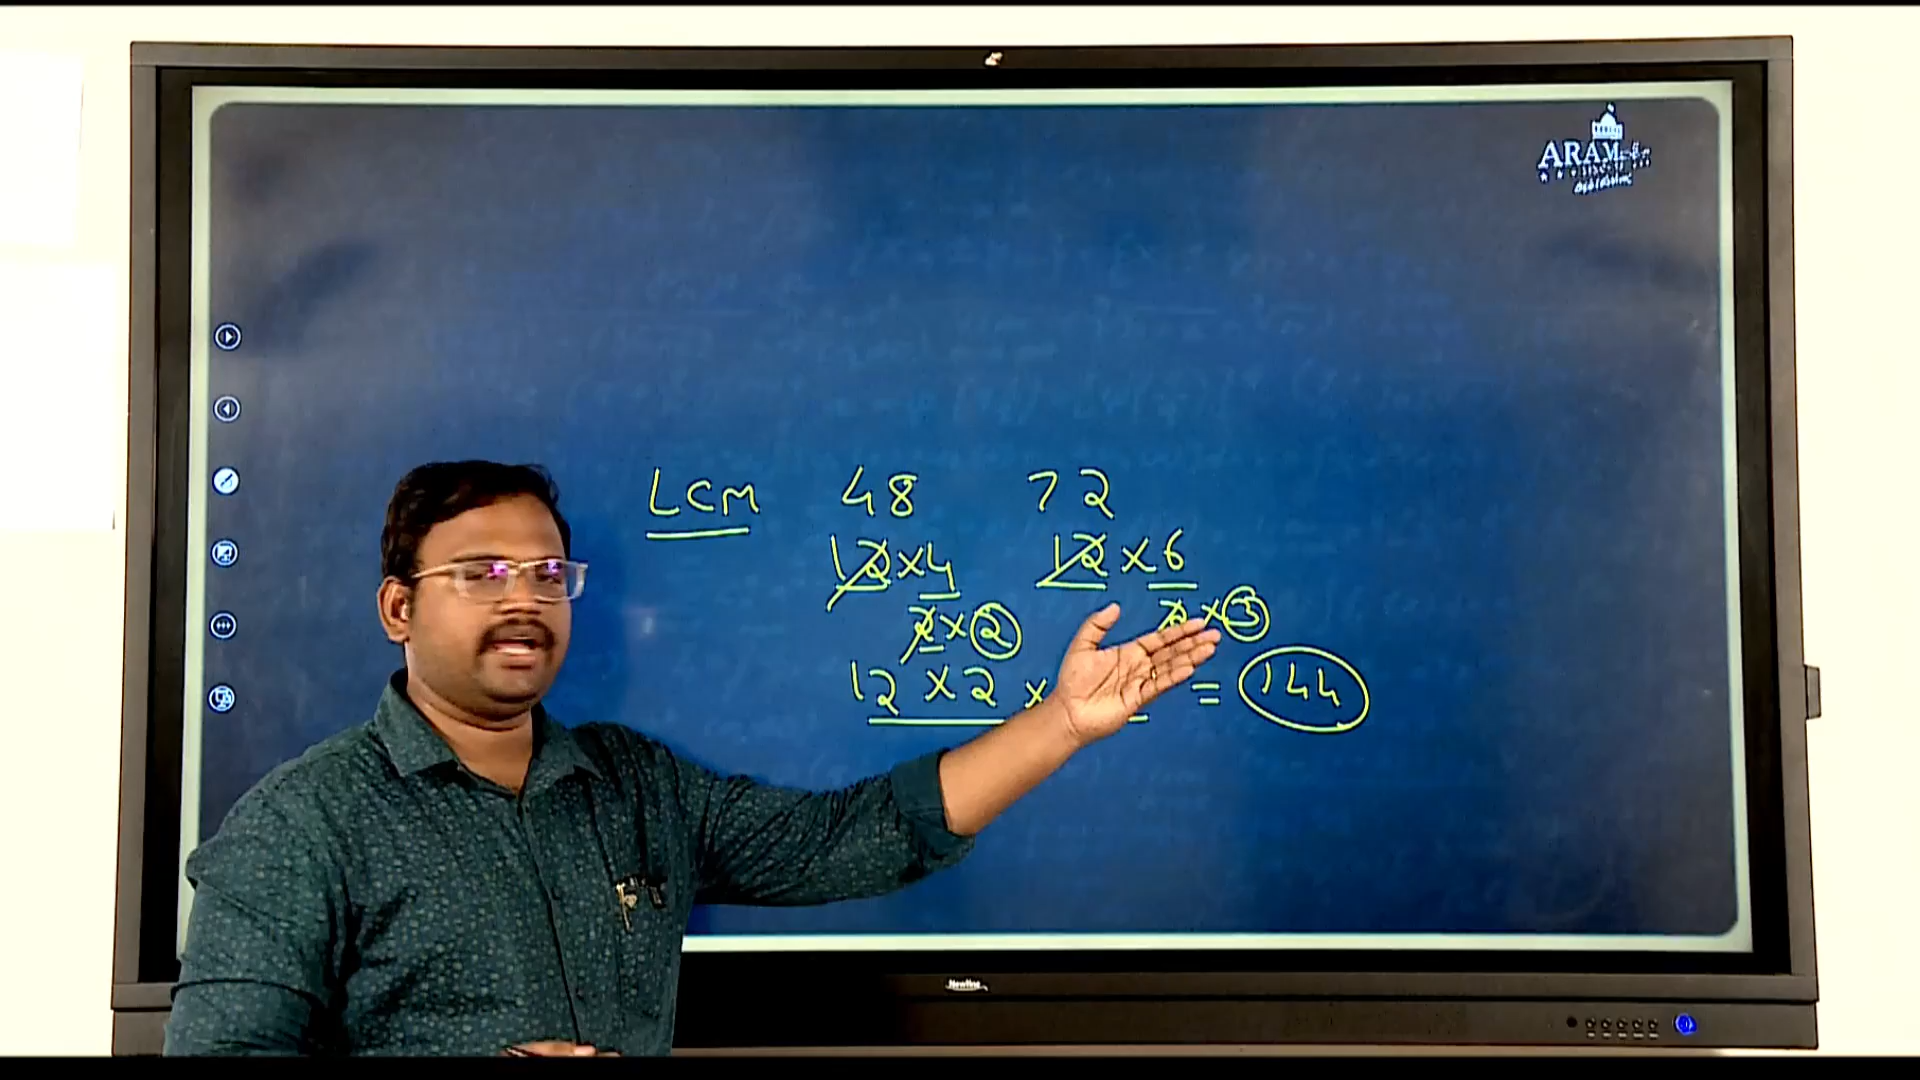 ARAM
LCM 48 72
12 × 4 12 × 6
2 × 2 2 × 3
12 × 2 × = 144